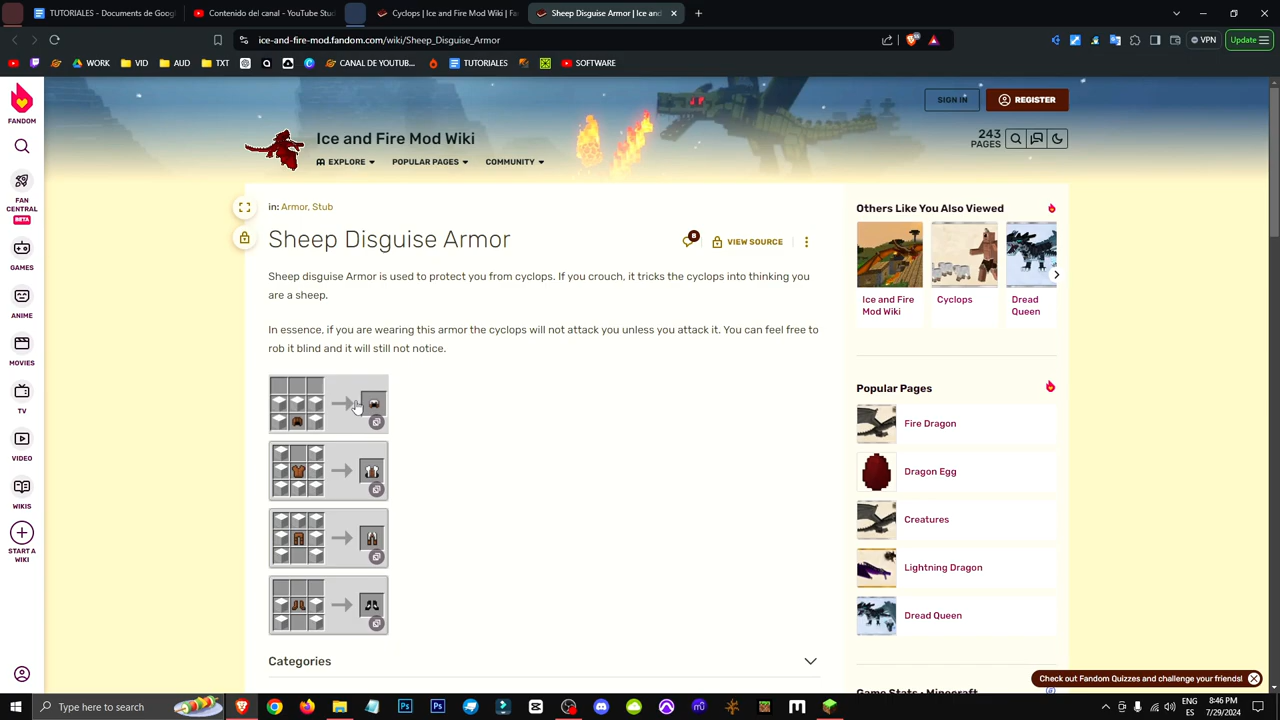 TUTORIALES - Documentos de Goo
Contenido del canal - YouTube Stu
Cyclops | Ice and Fire Mod Wiki | Fa
Sheep Disguise Armor | Ice and
ice-and-fire-mod.fandom.com/wiki/Sheep_Disguise_Armor
VPN
Update
WORK
VID
AUD
TXT
CANAL DE YOUTUB...
TUTORIALES
SOFTWARE
FANDOM
FAN
CENTRAL
BETA
GAMES
ANIME
MOVIES
TV
VIDEO
WIKIS
START A
WIKI
SIGN IN
REGISTER
Ice and Fire Mod Wiki
243
PAGES
EXPLORE
POPULAR PAGES
COMMUNITY
in: Armor, Stub
Sheep Disguise Armor
8
VIEW SOURCE
Sheep disguise Armor is used to protect you from cyclops. If you crouch, it tricks the cyclops into thinking you
are a sheep.
In essence, if you are wearing this armor the cyclops will not attack you unless you attack it. You can feel free to
rob it blind and it will still not notice.
Categories
Others Like You Also Viewed
Ice and Fire
Mod Wiki
Cyclops
Dread
Queen
Popular Pages
Fire Dragon
Dragon Egg
Creatures
Lightning Dragon
Dread Queen
Game Stats - Minecraft
Check out Fandom Quizzes and challenge your friends!
Type here to search
ENG
ES
8:46 PM
7/29/2024